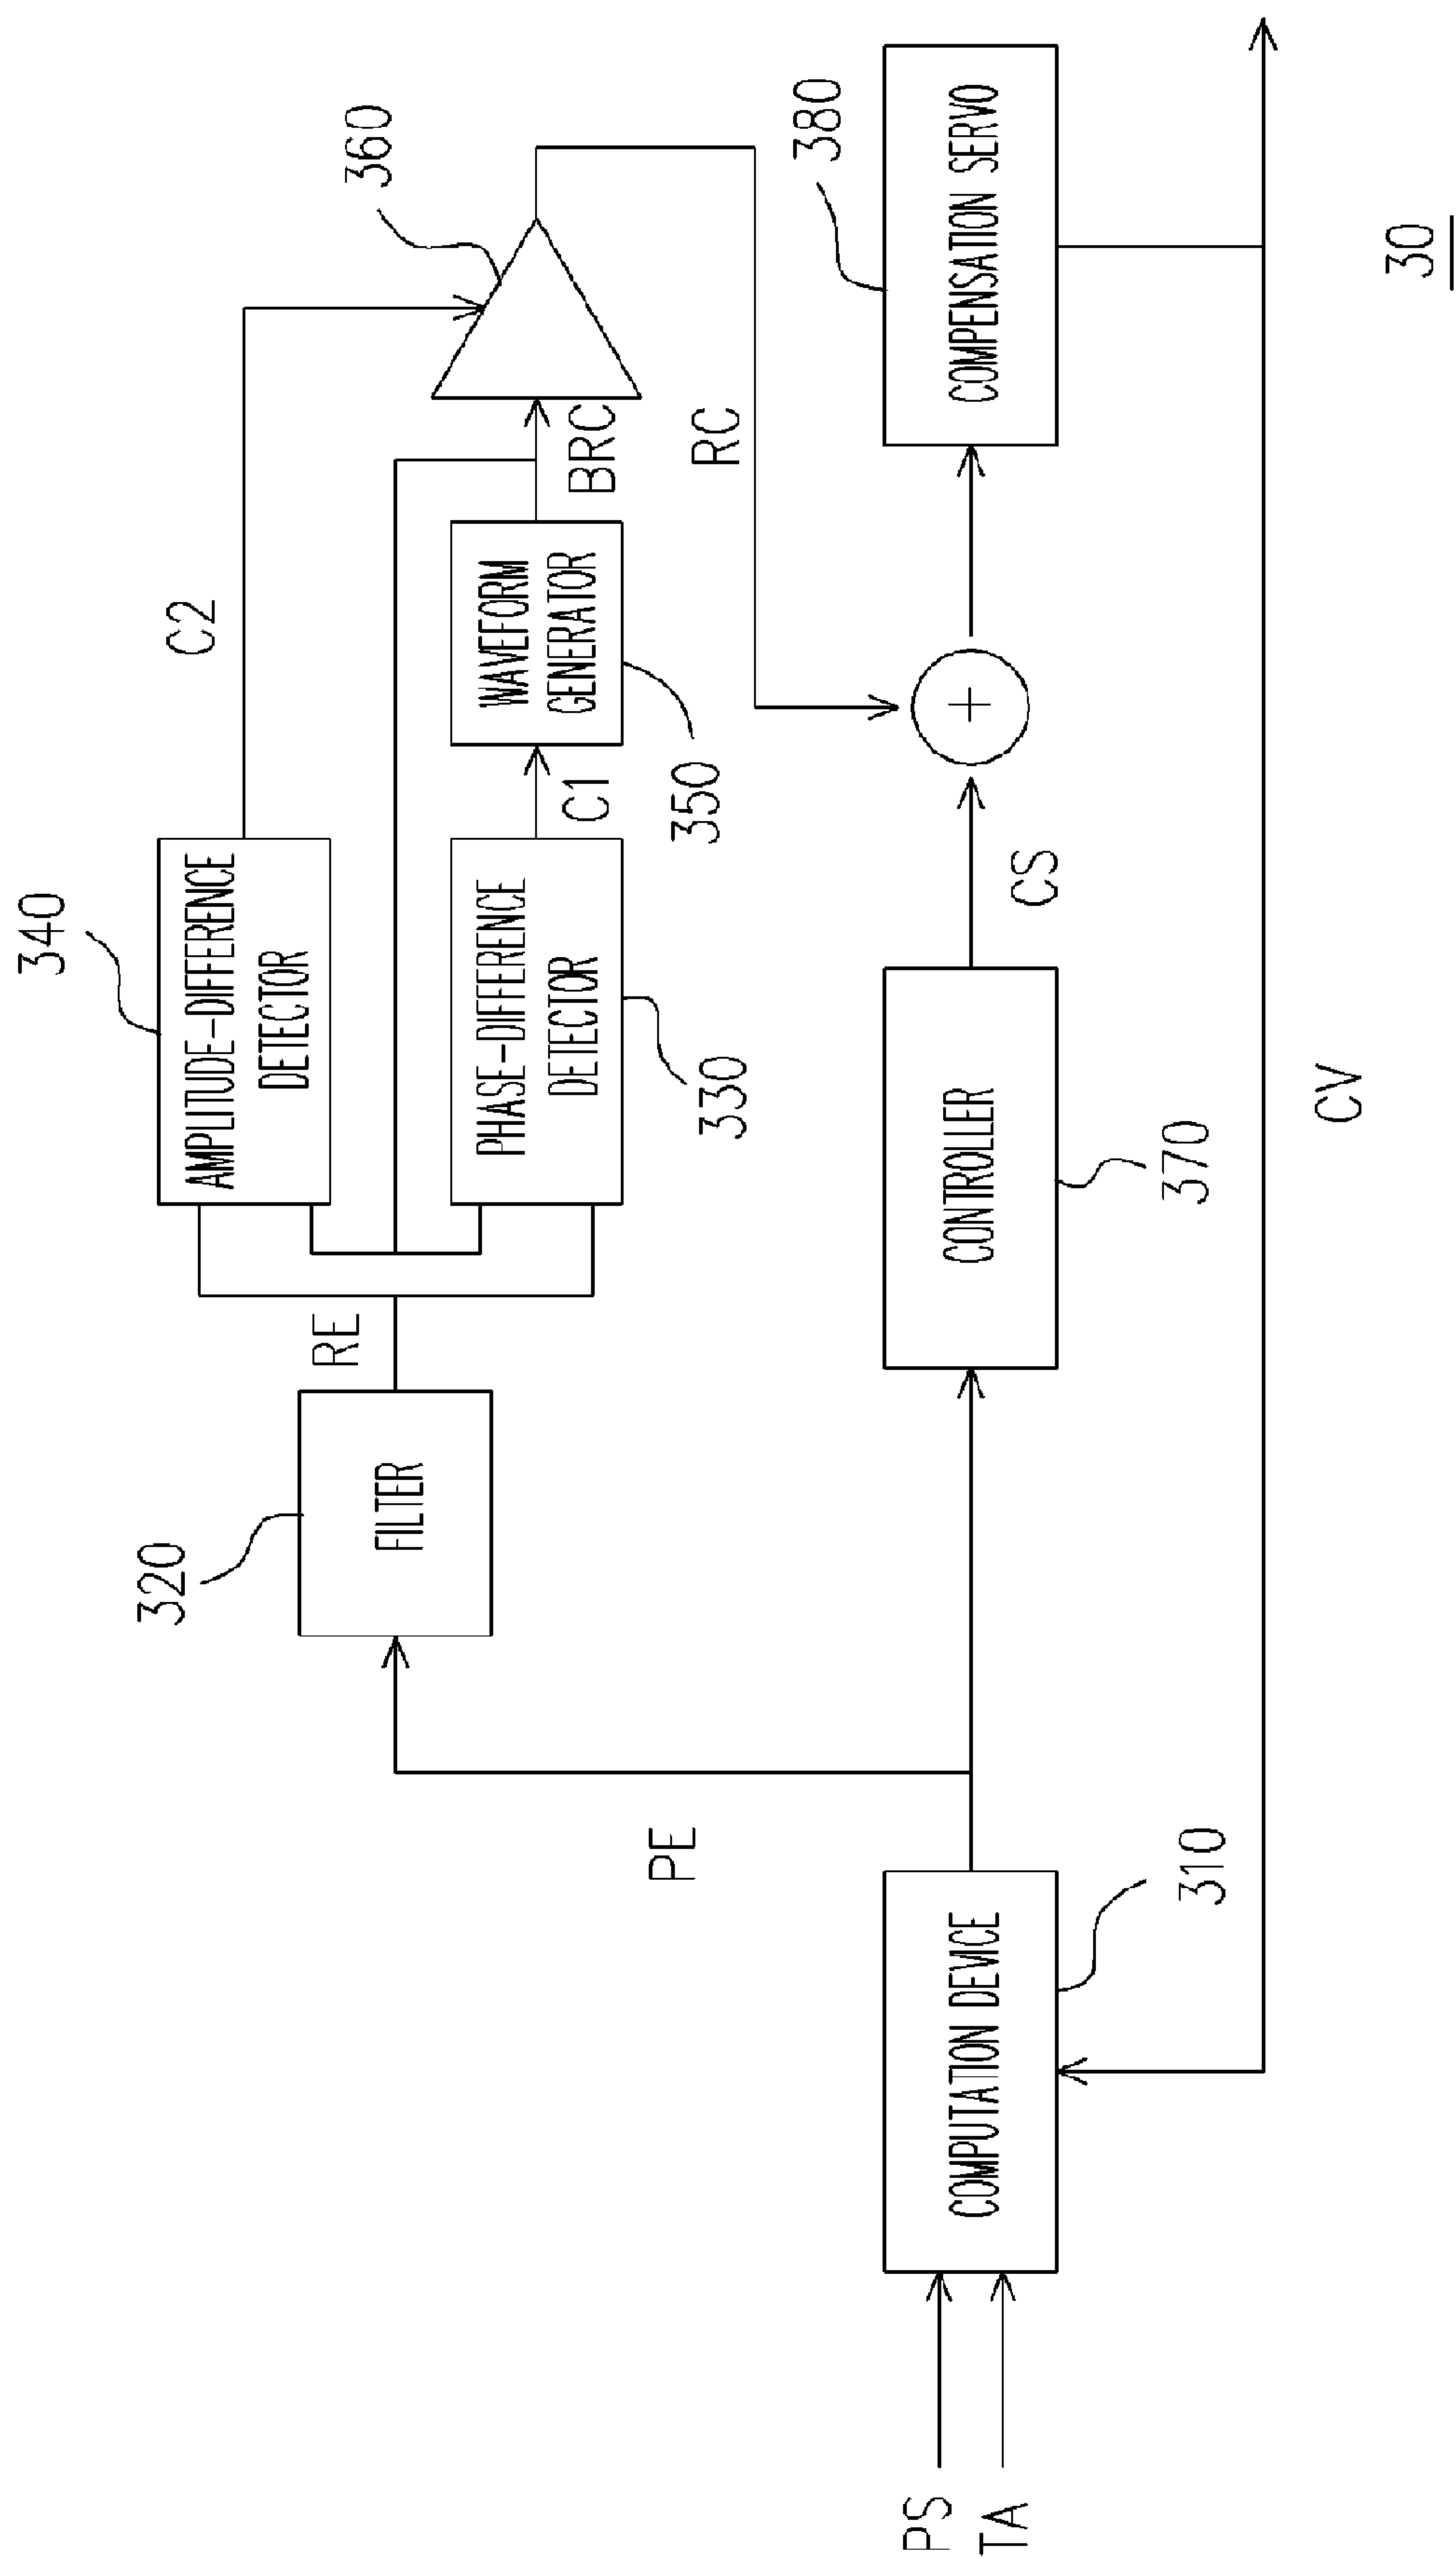 340
C2
360
AMPLITUDE-DIFFERENCE
DETECTOR
320
RE
FILTER
PHASE-DIFFERENCE
DETECTOR
330
C1
WAVEFORM
GENERATOR
350
BRC
RC
PE
380
PS
TA
COMPUTATION DEVICE
310
CONTROLLER
370
CS
+
COMPENSATION SERVO
CV
30